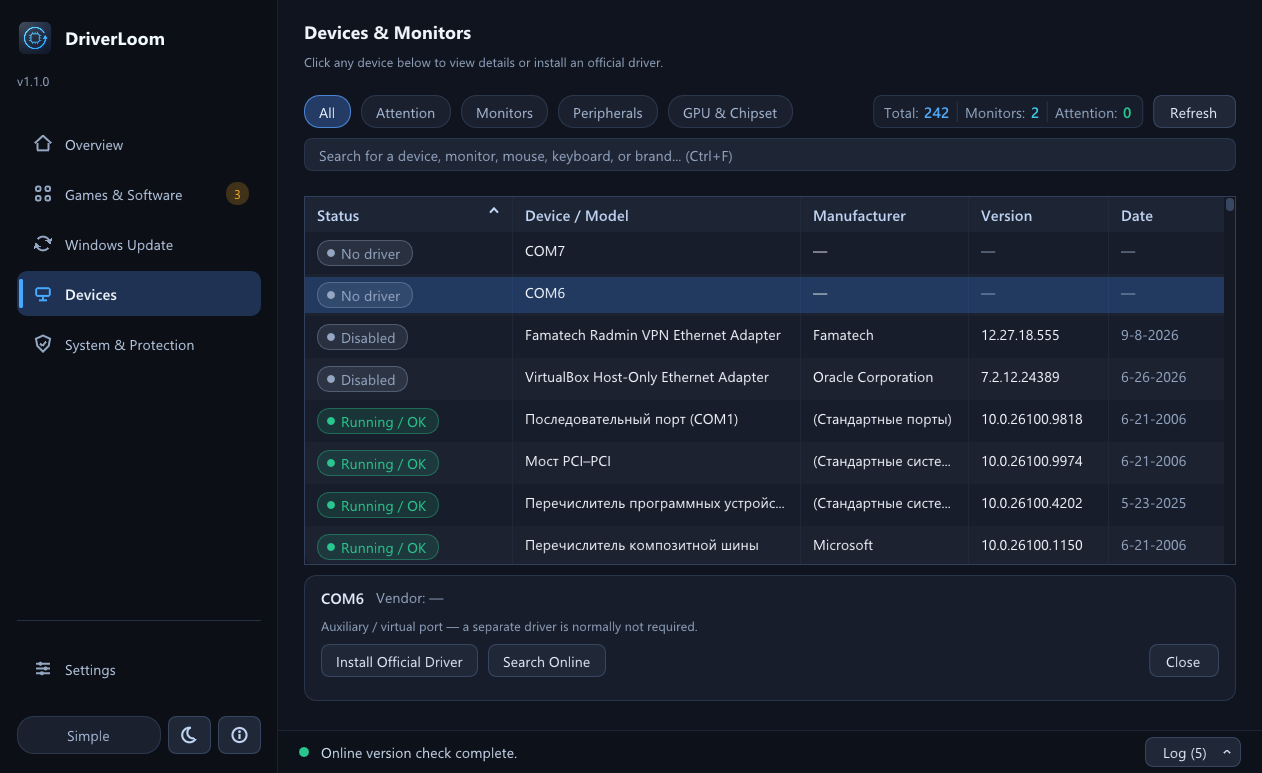 DriverLoom
v1.1.0
Overview
Games & Software 3
Windows Update
Devices
System & Protection
Settings
Simple
Devices & Monitors
Click any device below to view details or install an official driver.
All Attention Monitors Peripherals GPU & Chipset Total: 242 Monitors: 2 Attention: 0 Refresh
Search for a device, monitor, mouse, keyboard, or brand... (Ctrl+F)
Status Device / Model Manufacturer Version Date
No driver COM7 — — —
No driver COM6 — — —
Disabled Famatech Radmin VPN Ethernet Adapter Famatech 12.27.18.555 9-8-2026
Disabled VirtualBox Host-Only Ethernet Adapter Oracle Corporation 7.2.12.24389 6-26-2026
Running / OK Последовательный порт (COM1) (Стандартные порты) 10.0.26100.9818 6-21-2006
Running / OK Мост PCI–PCI (Стандартные систе... 10.0.26100.9974 6-21-2006
Running / OK Перечислитель программных устройс... (Стандартные систе... 10.0.26100.4202 5-23-2025
Running / OK Перечислитель композитной шины Microsoft 10.0.26100.1150 6-21-2006
COM6 Vendor: —
Auxiliary / virtual port — a separate driver is normally not required.
Install Official Driver Search Online Close
Online version check complete. Log (5)